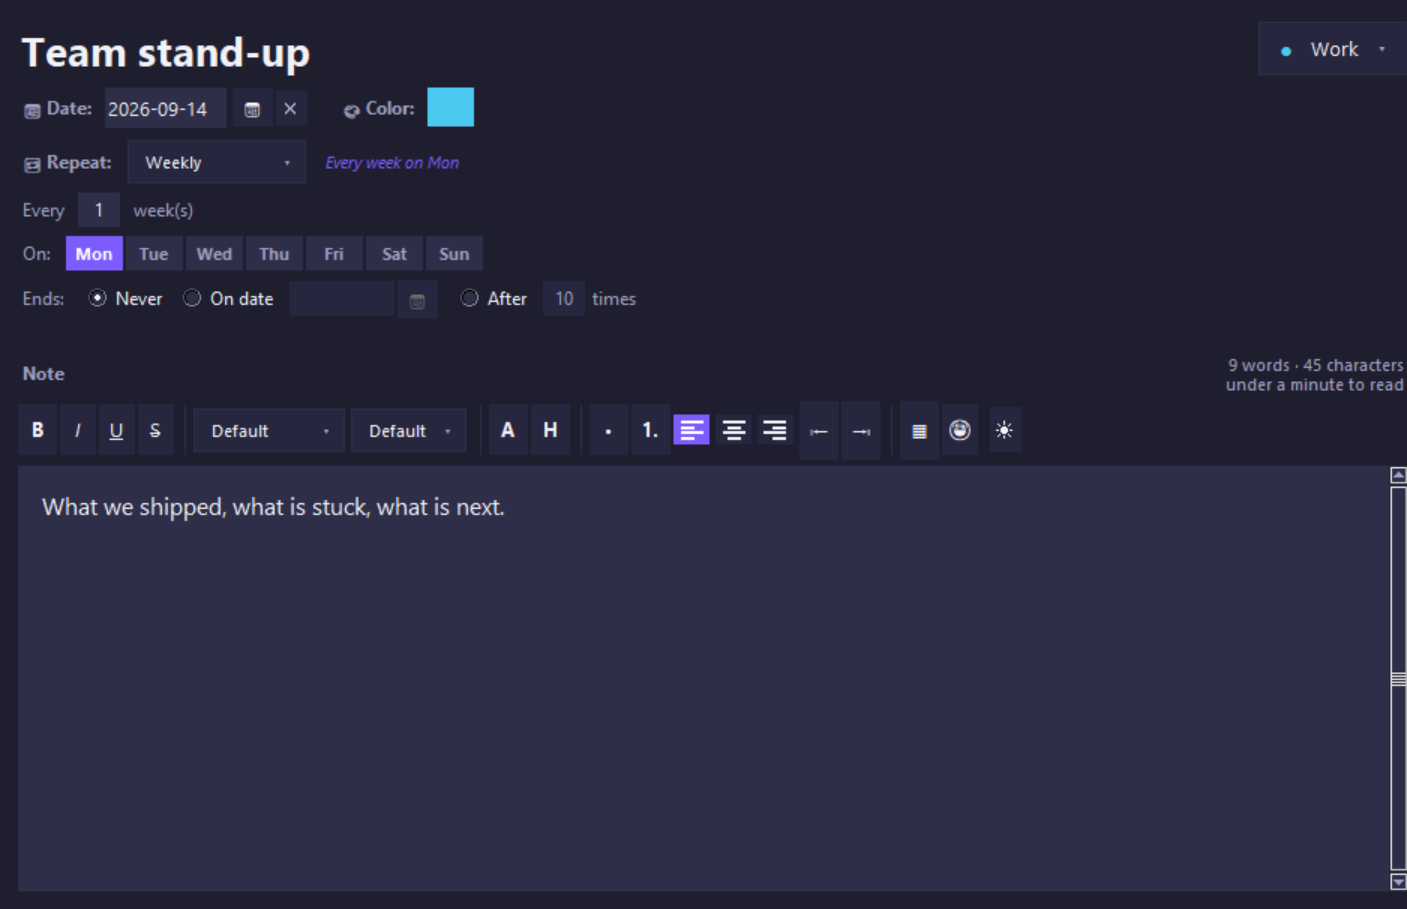 Team stand-up
Work
Date: 2026-09-14 Color:
Repeat: Weekly Every week on Mon
Every 1 week(s)
On: Mon Tue Wed Thu Fri Sat Sun
Ends: Never On date After 10 times
9 words · 45 characters
Note
under a minute to read
B I U S Default Default A H • 1.
What we shipped, what is stuck, what is next.